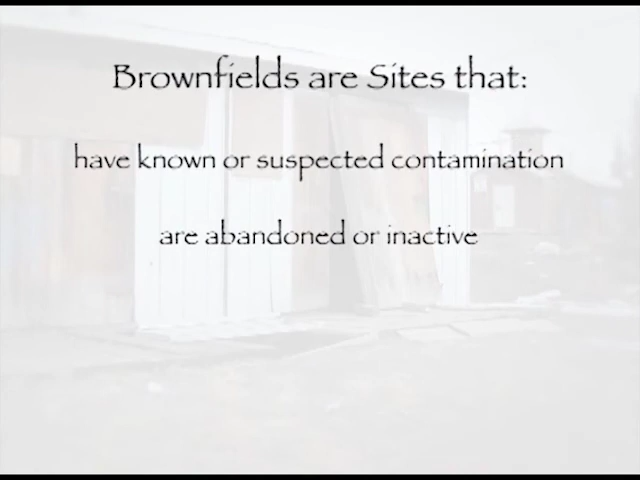 Brownfields are Sites that:
have known or suspected contamination
are abandoned or inactive